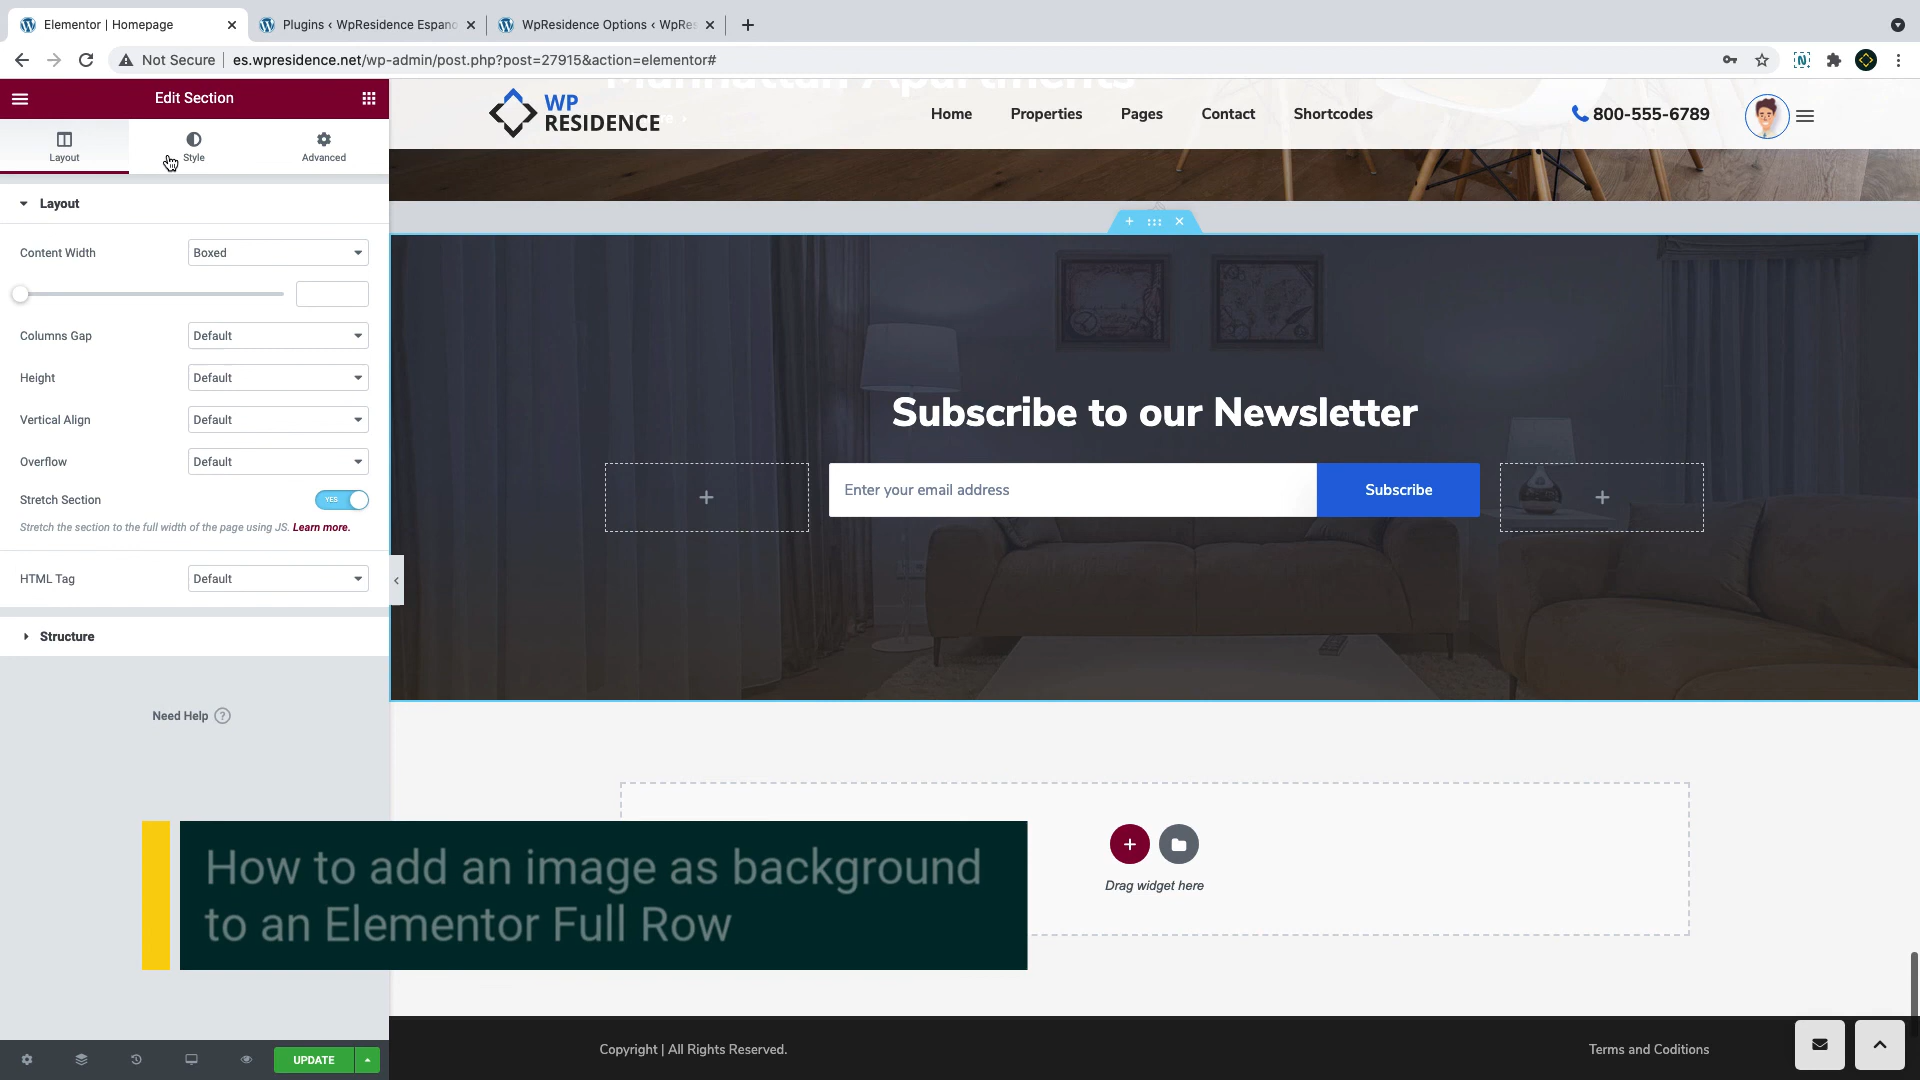 Elementor | Homepage
Plugins ‹ WpResidence Espano
WpResidence Options ‹ WpRes
Not Secure
es.wpresidence.net/wp-admin/post.php?post=27915&action=elementor#
Edit Section
Layout
Style
Advanced
Layout
Content Width
Boxed
Columns Gap
Default
Height
Default
Vertical Align
Default
Overflow
Default
Stretch Section
YES
Stretch the section to the full width of the page using JS. Learn more.
HTML Tag
Default
Structure
Need Help
UPDATE
Manhattan Apartments
WP
RESIDENCE
Home
Properties
Pages
Contact
Shortcodes
800-555-6789
Subscribe to our Newsletter
Enter your email address
Subscribe
Drag widget here
How to add an image as background
to an Elementor Full Row
Copyright | All Rights Reserved.
Terms and Coditions